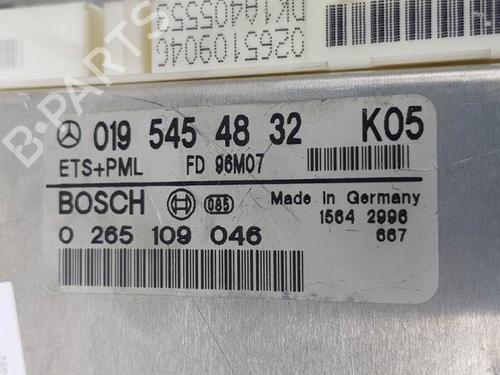 0265109046
019 545 48 32 K05
ETS+PML FD 96M07
BOSCH 085 Made in Germany
0 265 109 046 1564 2996
667
B-PARTS